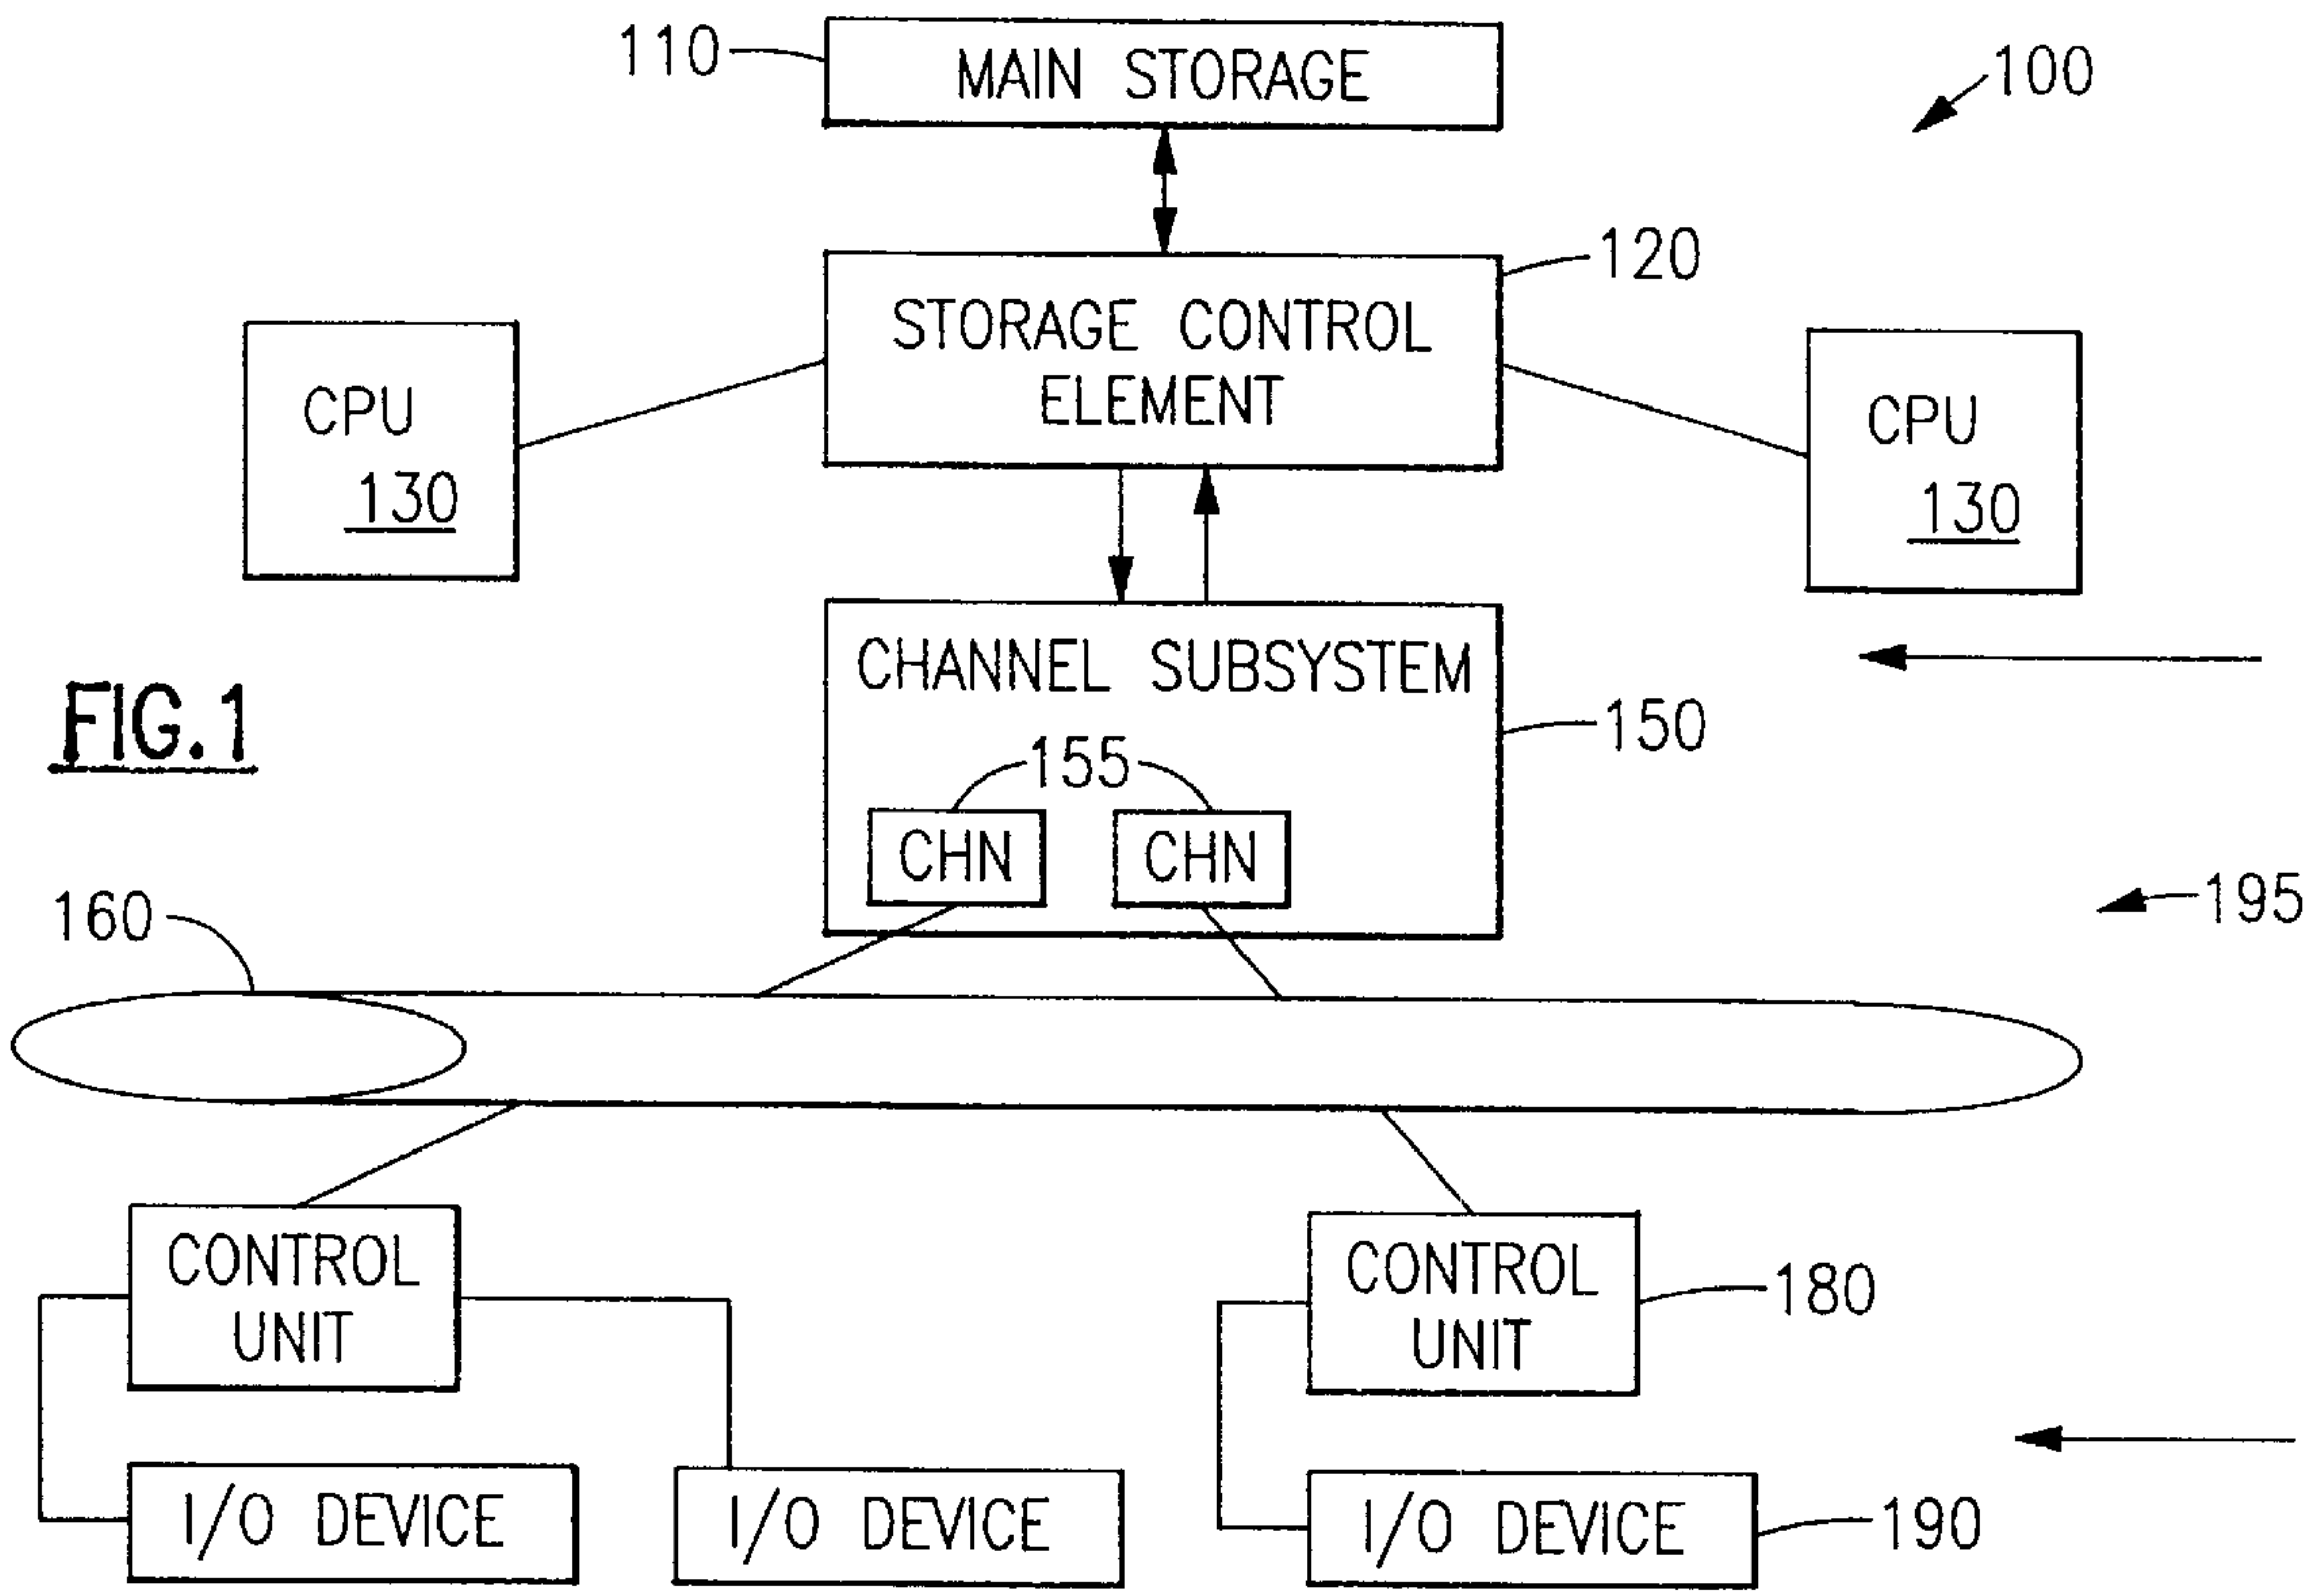 110
MAIN STORAGE
100
120
STORAGE CONTROL
ELEMENT
CPU
130
CPU
130
CHANNEL SUBSYSTEM
150
FIG.1
155
CHN
CHN
160
195
CONTROL
UNIT
CONTROL
UNIT
180
I/O DEVICE
I/O DEVICE
I/O DEVICE
190